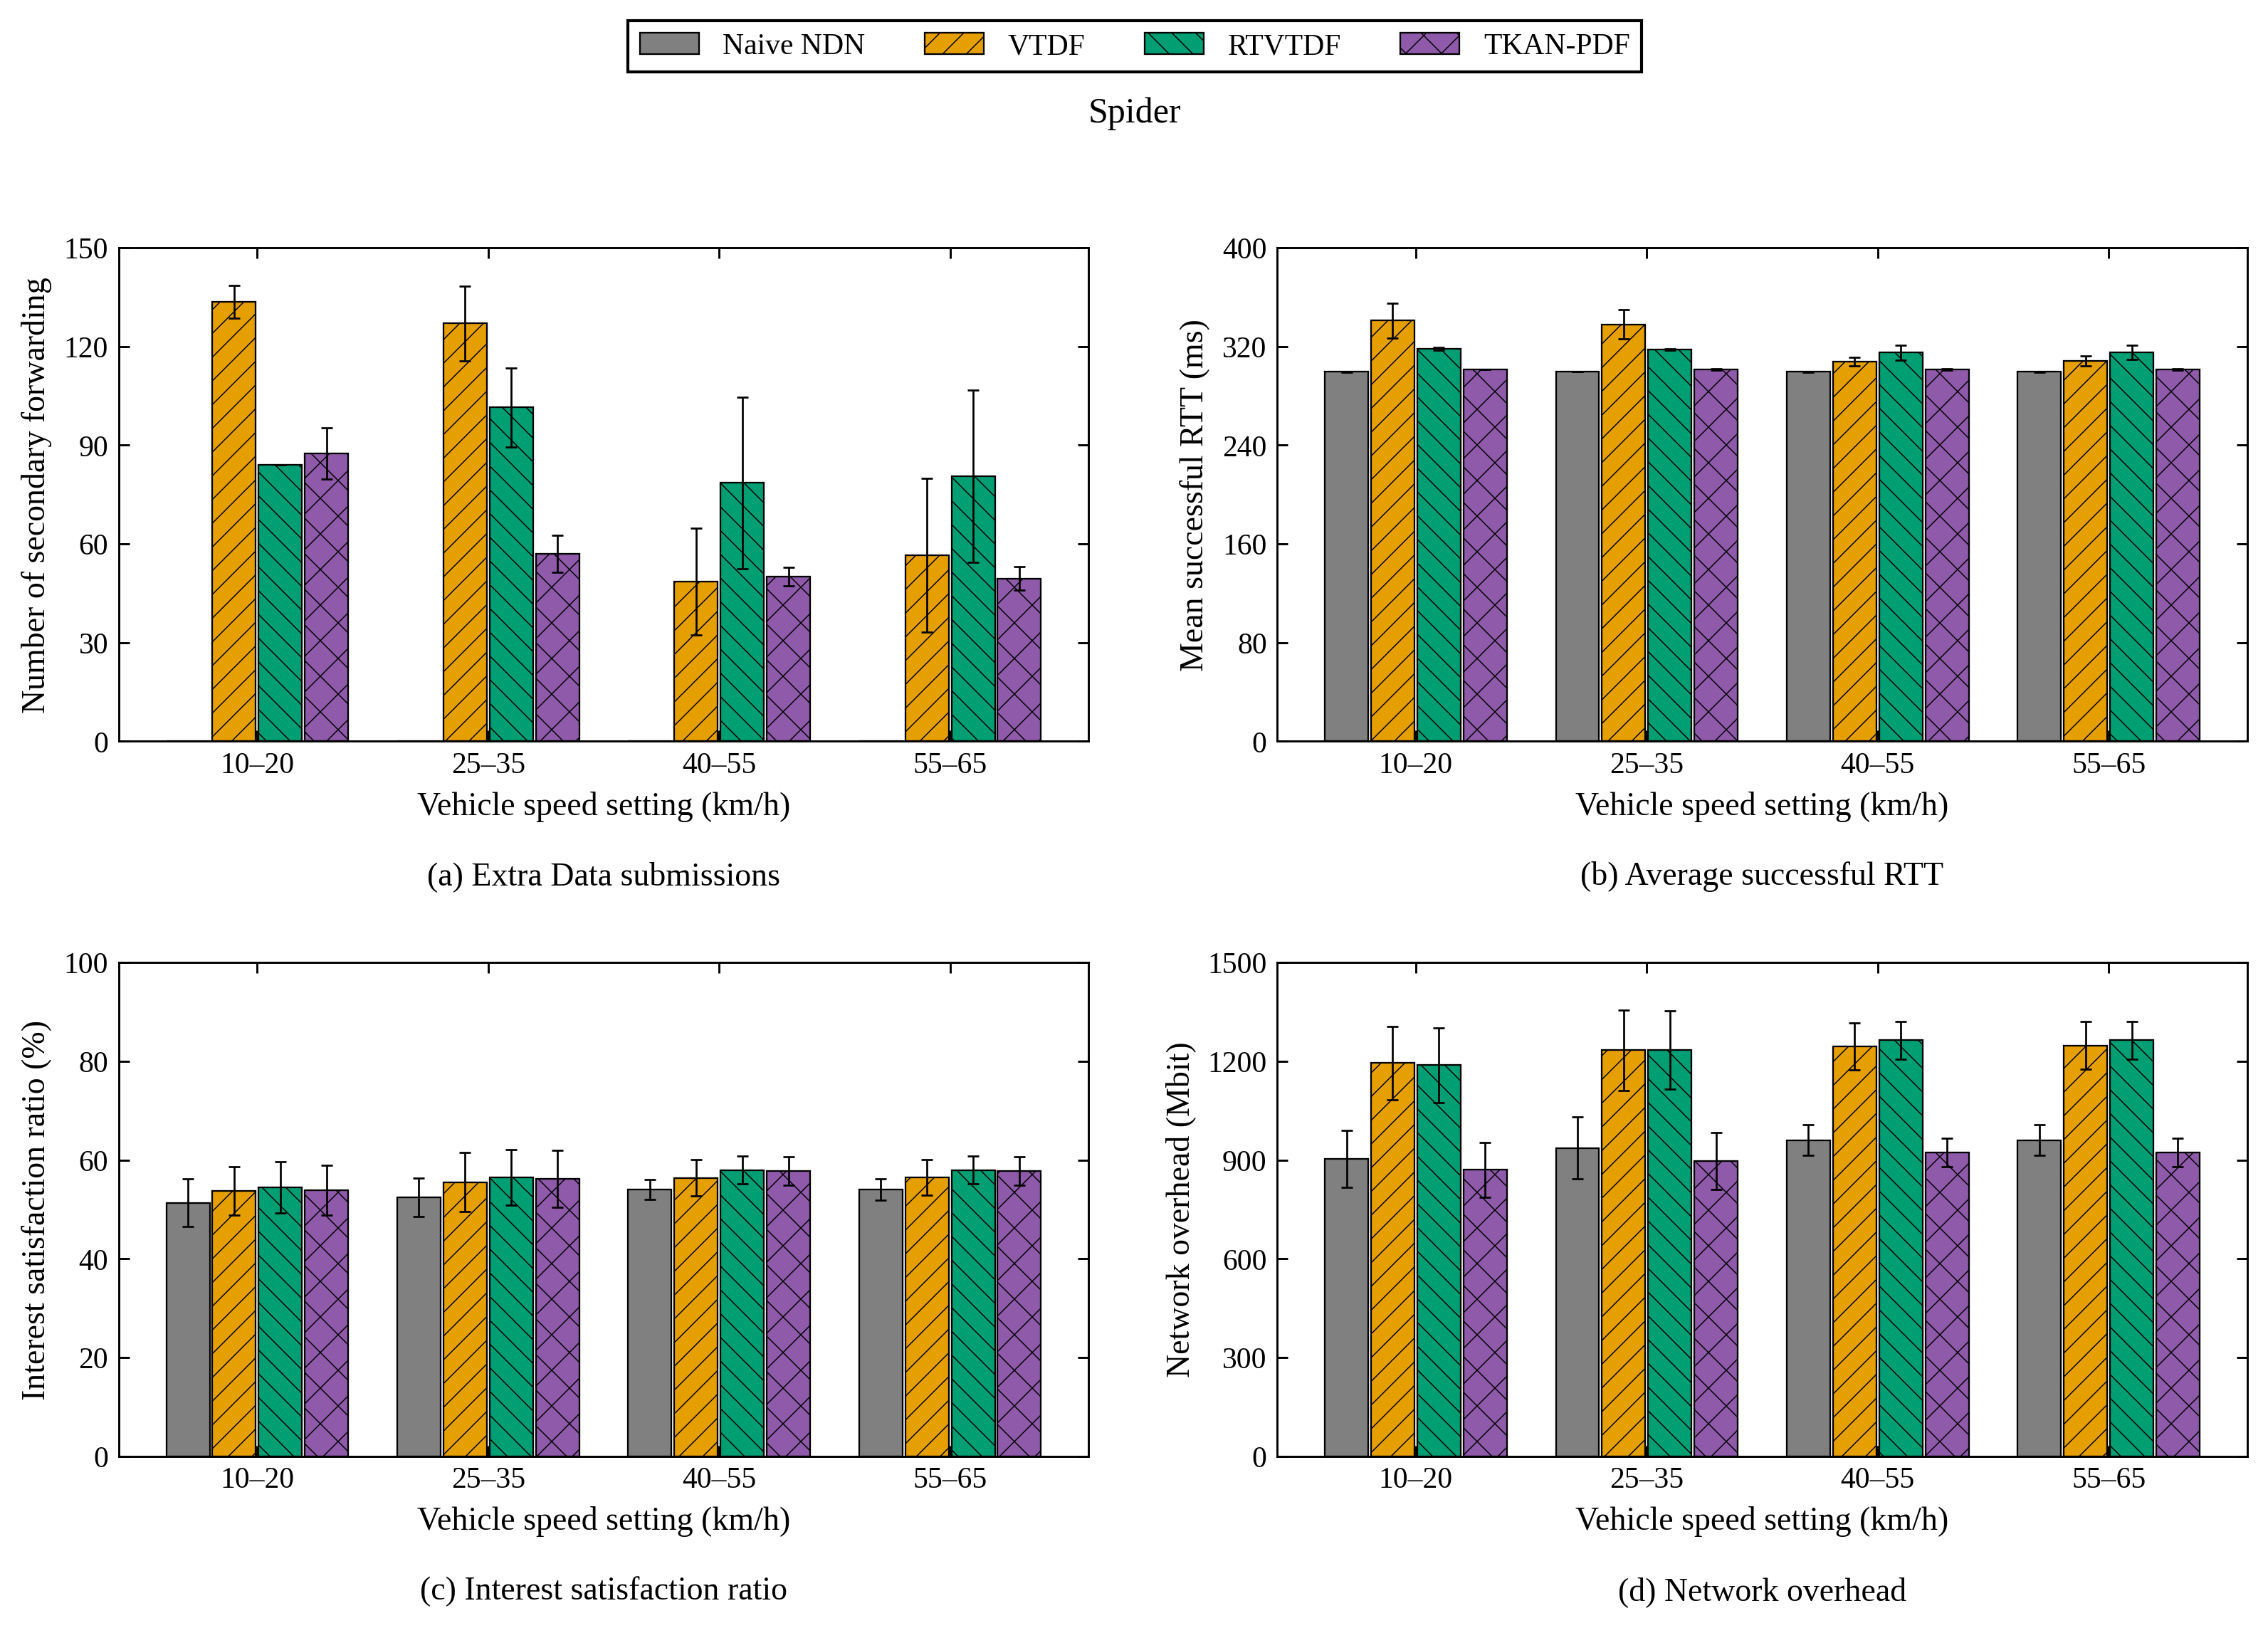 Naive NDN VTDF RTVTDF TKAN-PDF
Spider
Number of secondary forwarding
150
120
90
60
30
0
10–20 25–35 40–55 55–65
Vehicle speed setting (km/h)
(a) Extra Data submissions
Mean successful RTT (ms)
400
320
240
160
80
0
10–20 25–35 40–55 55–65
Vehicle speed setting (km/h)
(b) Average successful RTT
Interest satisfaction ratio (%)
100
80
60
40
20
0
10–20 25–35 40–55 55–65
Vehicle speed setting (km/h)
(c) Interest satisfaction ratio
Network overhead (Mbit)
1500
1200
900
600
300
0
10–20 25–35 40–55 55–65
Vehicle speed setting (km/h)
(d) Network overhead